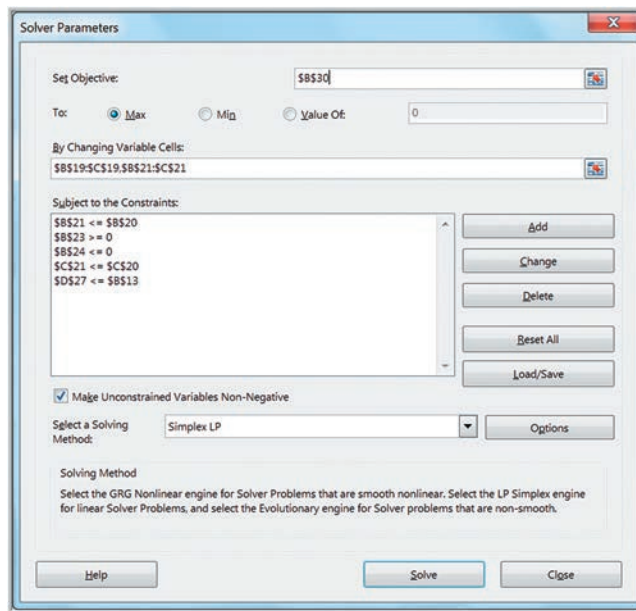 Solver Parameters
Set Objective: $B$30
To: Max Min Value Of: 0
By Changing Variable Cells:
$B$19:$C$19,$B$21:$C$21
Subject to the Constraints:
$B$21 <= $B$20
$B$23 >= 0
$B$24 <= 0
$C$21 <= $C$20
$D$27 <= $B$13
Add
Change
Delete
Reset All
Load/Save
Make Unconstrained Variables Non-Negative
Select a Solving
Method:
Simplex LP
Options
Solving Method
Select the GRG Nonlinear engine for Solver Problems that are smooth nonlinear. Select the LP Simplex engine
for linear Solver Problems, and select the Evolutionary engine for Solver problems that are non-smooth.
Help
Solve
Close